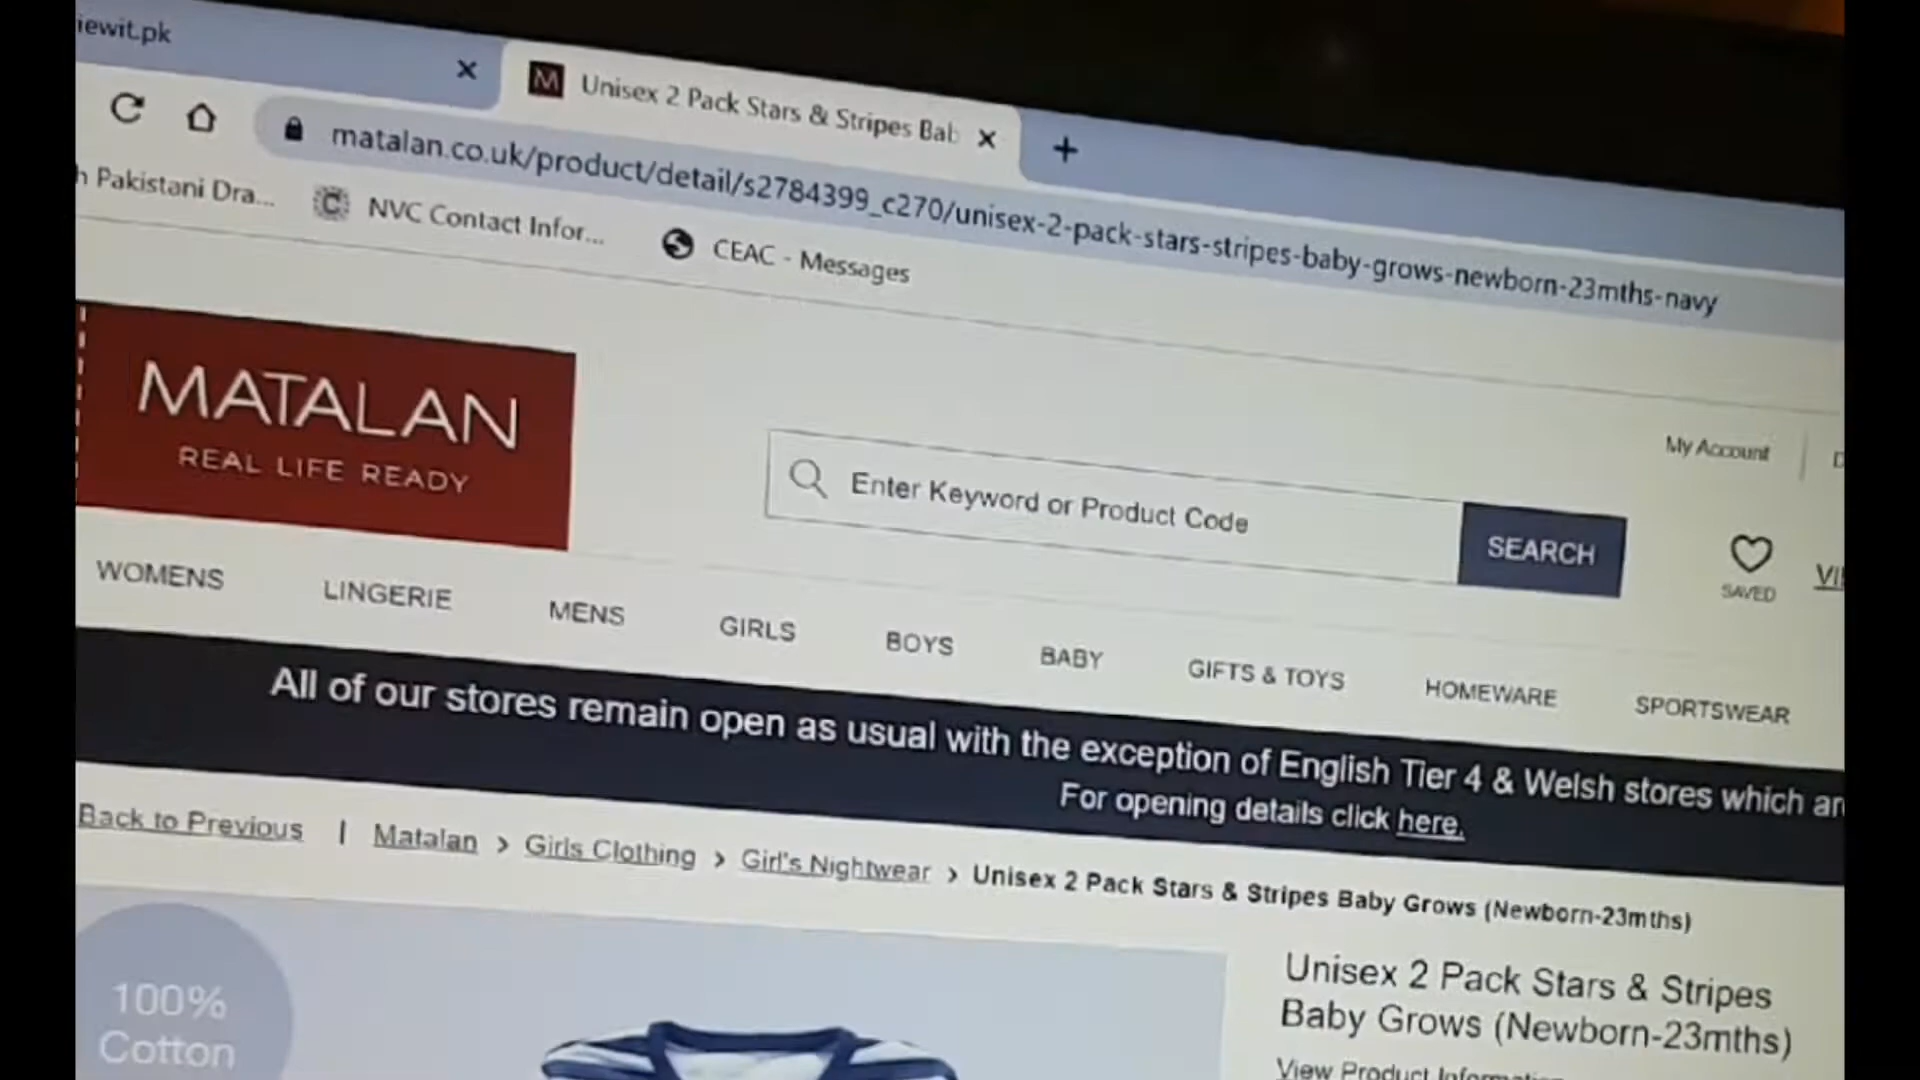 iewit.pk
Unisex 2 Pack Stars & Stripes Bab
matalan.co.uk/product/detail/s2784399_c270/unisex-2-pack-stars-stripes-baby-grows-newborn-23mths-navy
h Pakistani Dra...
NVC Contact Infor...
CEAC - Messages
MATALAN
REAL LIFE READY
Enter Keyword or Product Code
SEARCH
My Account
SAVED
WOMENS
LINGERIE
MENS
GIRLS
BOYS
BABY
GIFTS & TOYS
HOMEWARE
SPORTSWEAR
All of our stores remain open as usual with the exception of English Tier 4 & Welsh stores which are
For opening details click here.
Back to Previous | Matalan > Girls Clothing > Girl's Nightwear > Unisex 2 Pack Stars & Stripes Baby Grows (Newborn-23mths)
100%
Cotton
Unisex 2 Pack Stars & Stripes
Baby Grows (Newborn-23mths)
View Product Information